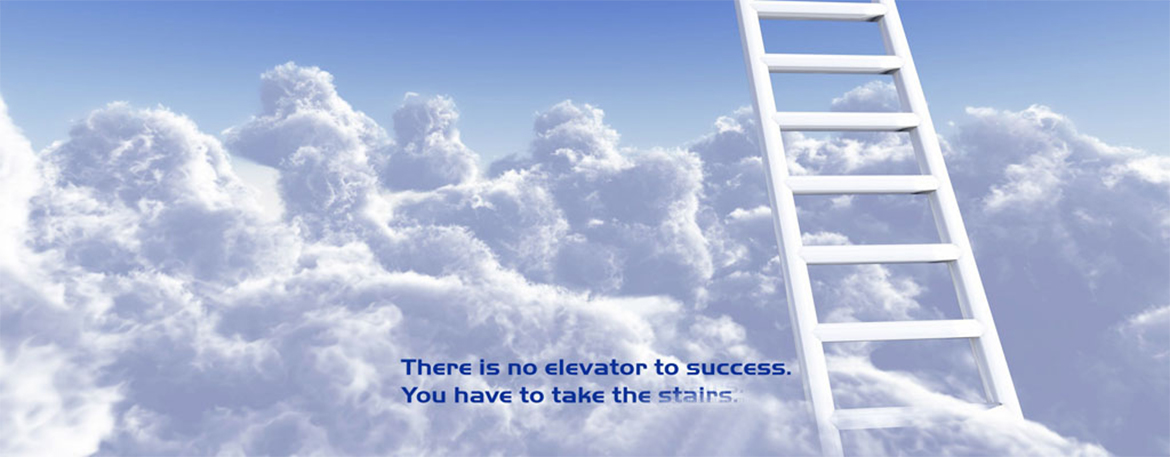 There is no elevator to success.
You have to take the stairs.